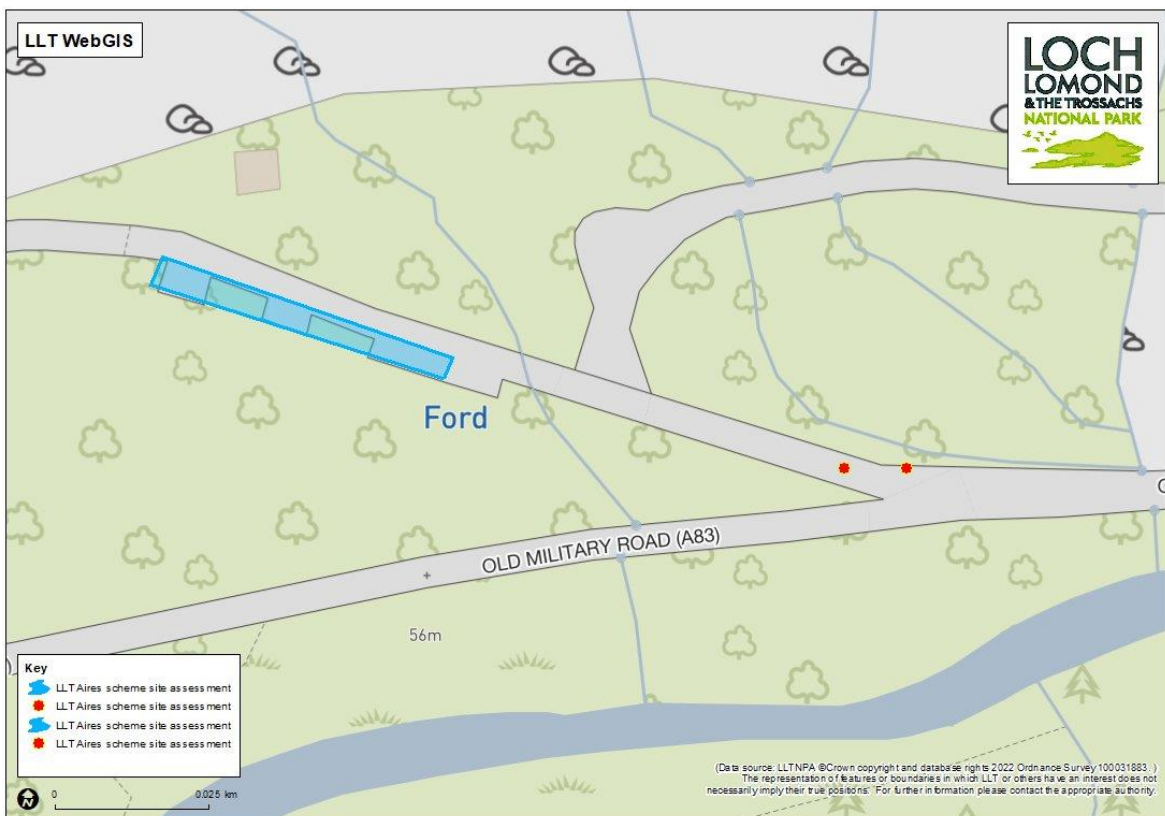 LLT WebGIS
LOCH
LOMOND
& THE TROSSACHS
NATIONAL PARK
Ford
OLD MILITARY ROAD (A83)
56m
Key
LLT Aires scheme site assessment
LLT Aires scheme site assessment
LLT Aires scheme site assessment
LLT Aires scheme site assessment
0 0.025 km
N
(Data source: LLTNPA ©Crown copyright and database rights 2022 Ordnance Survey 100031883. )
The representation of features or boundaries in which LLT or others have an interest does not
necessarily imply their true positions. For further information please contact the appropriate authority.